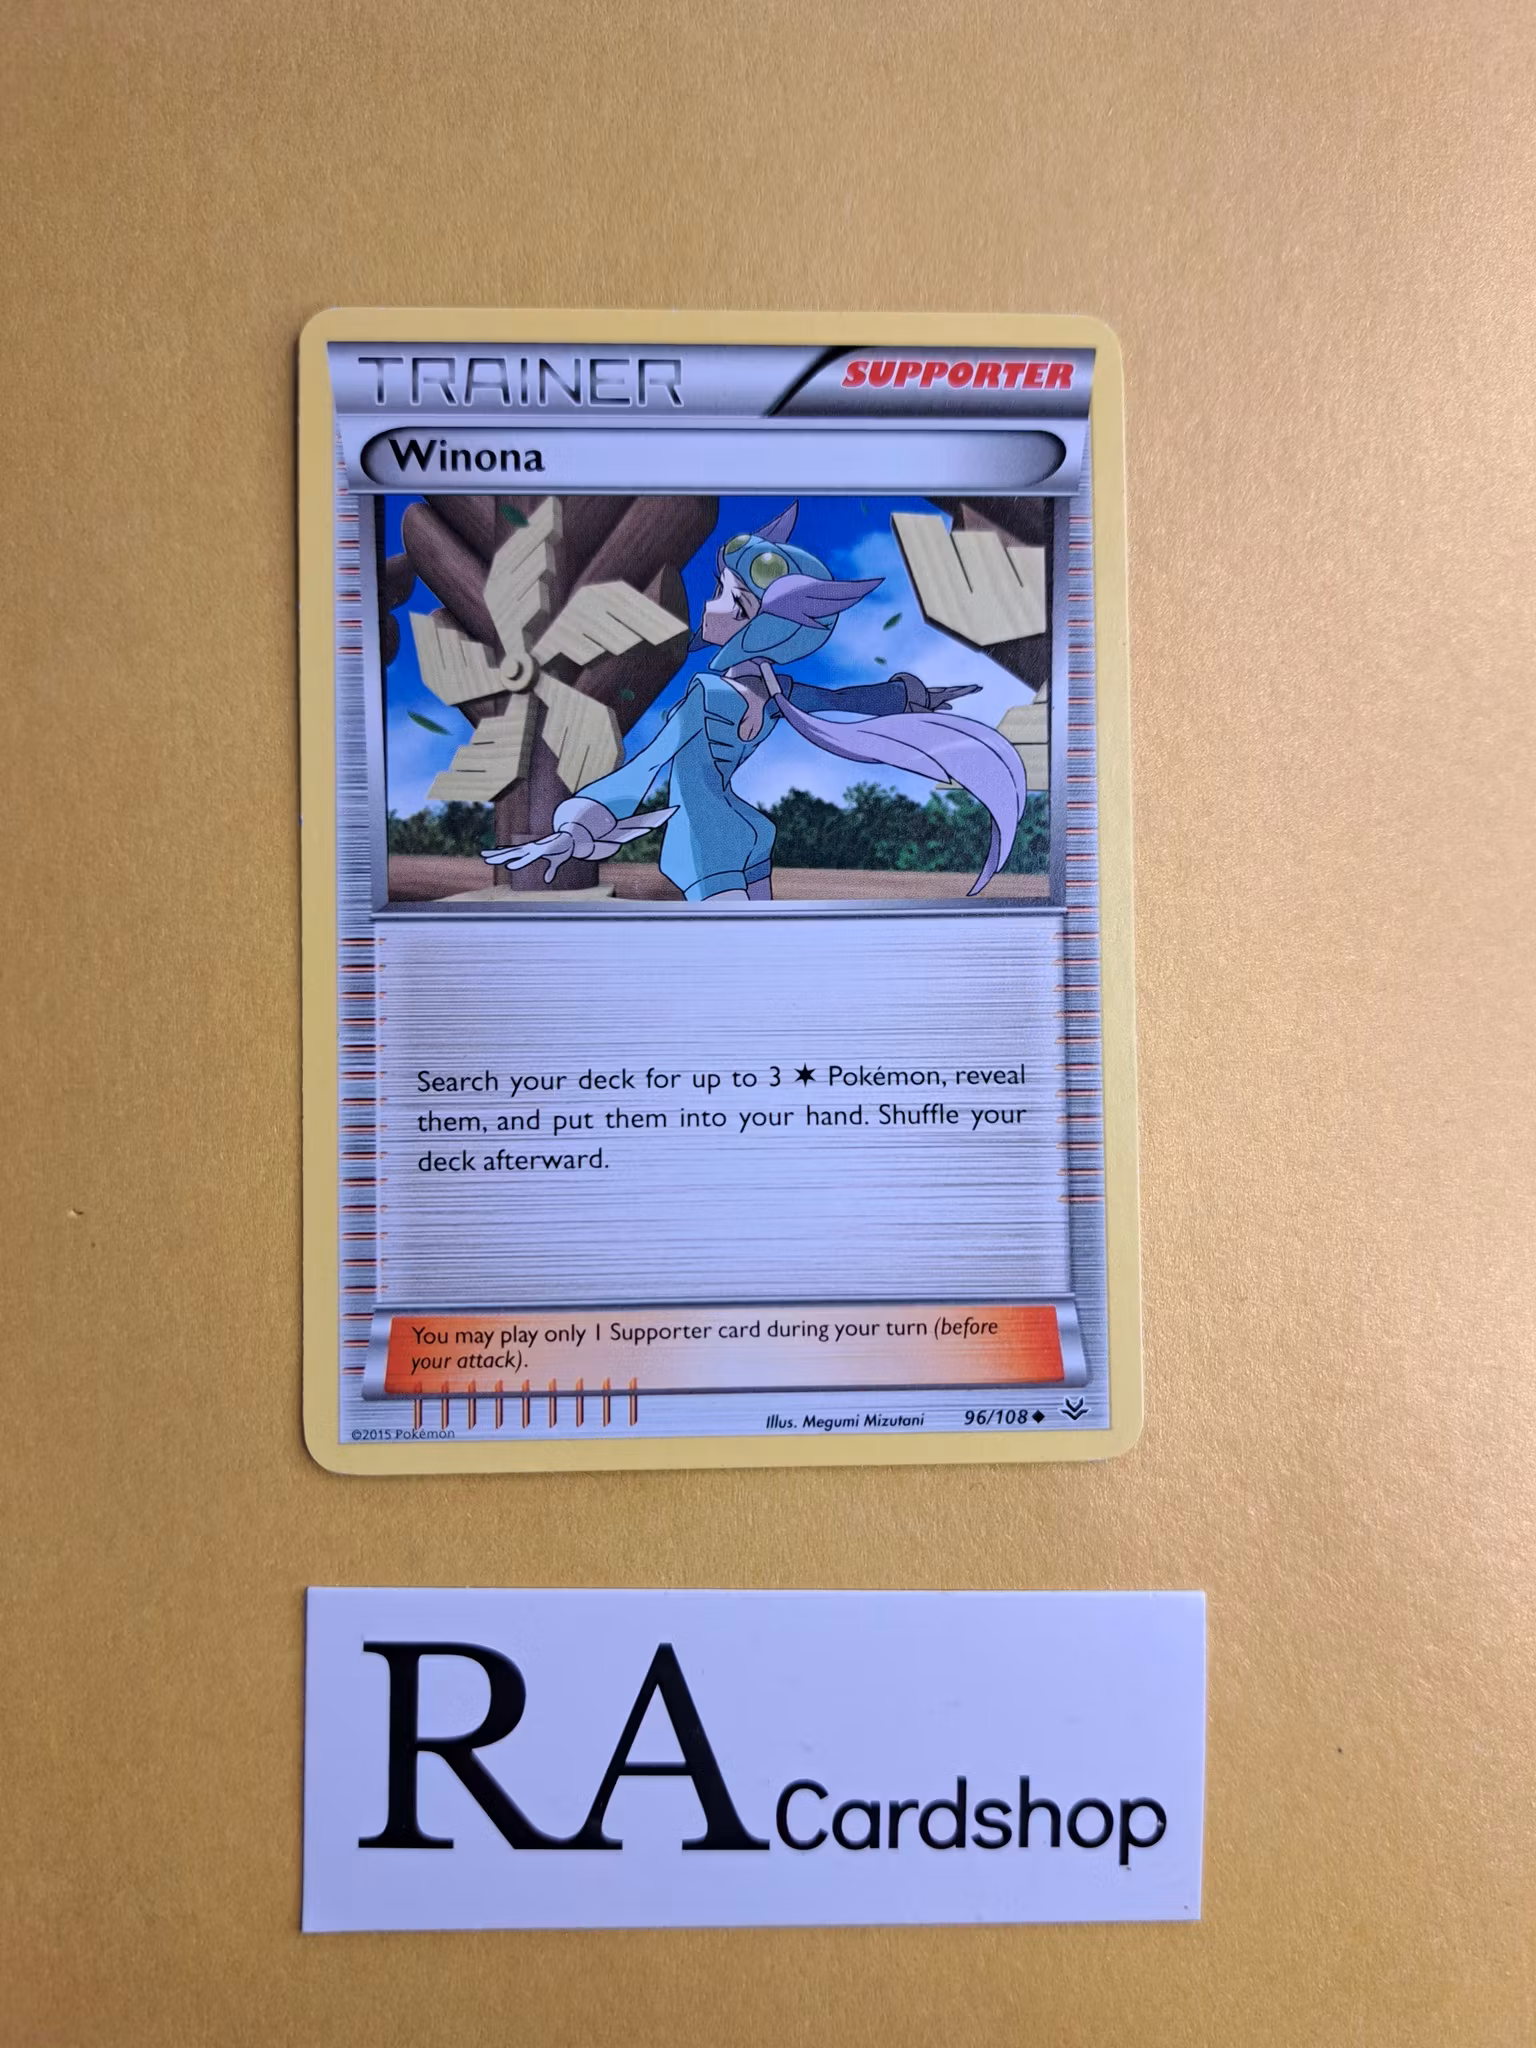 TRAINER
SUPPORTER
Winona
Search your deck for up to 3 ✶ Pokémon, reveal
them, and put them into your hand. Shuffle your
deck afterward.
You may play only 1 Supporter card during your turn (before
your attack).
Illus. Megumi Mizutani
96/108 ◆
©2015 Pokémon
RA Cardshop